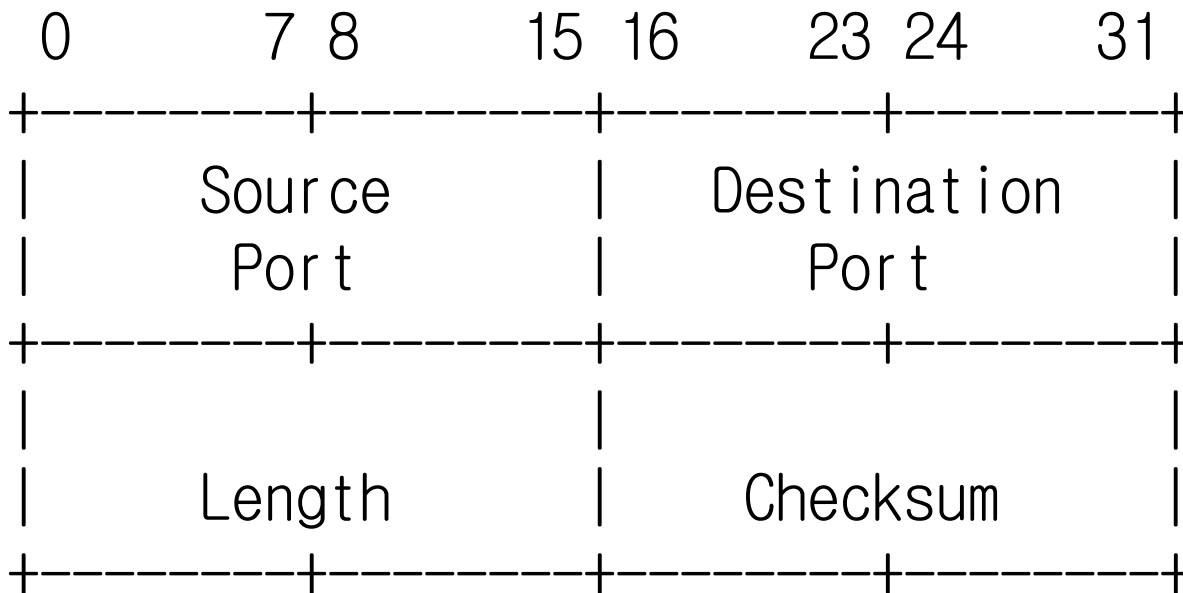 0 7 8 15 16 23 24 31
+--------+--------+--------+--------+
| Source | Destination |
| Port | Port |
+--------+--------+--------+--------+
| | |
| Length | Checksum |
+--------+--------+--------+--------+